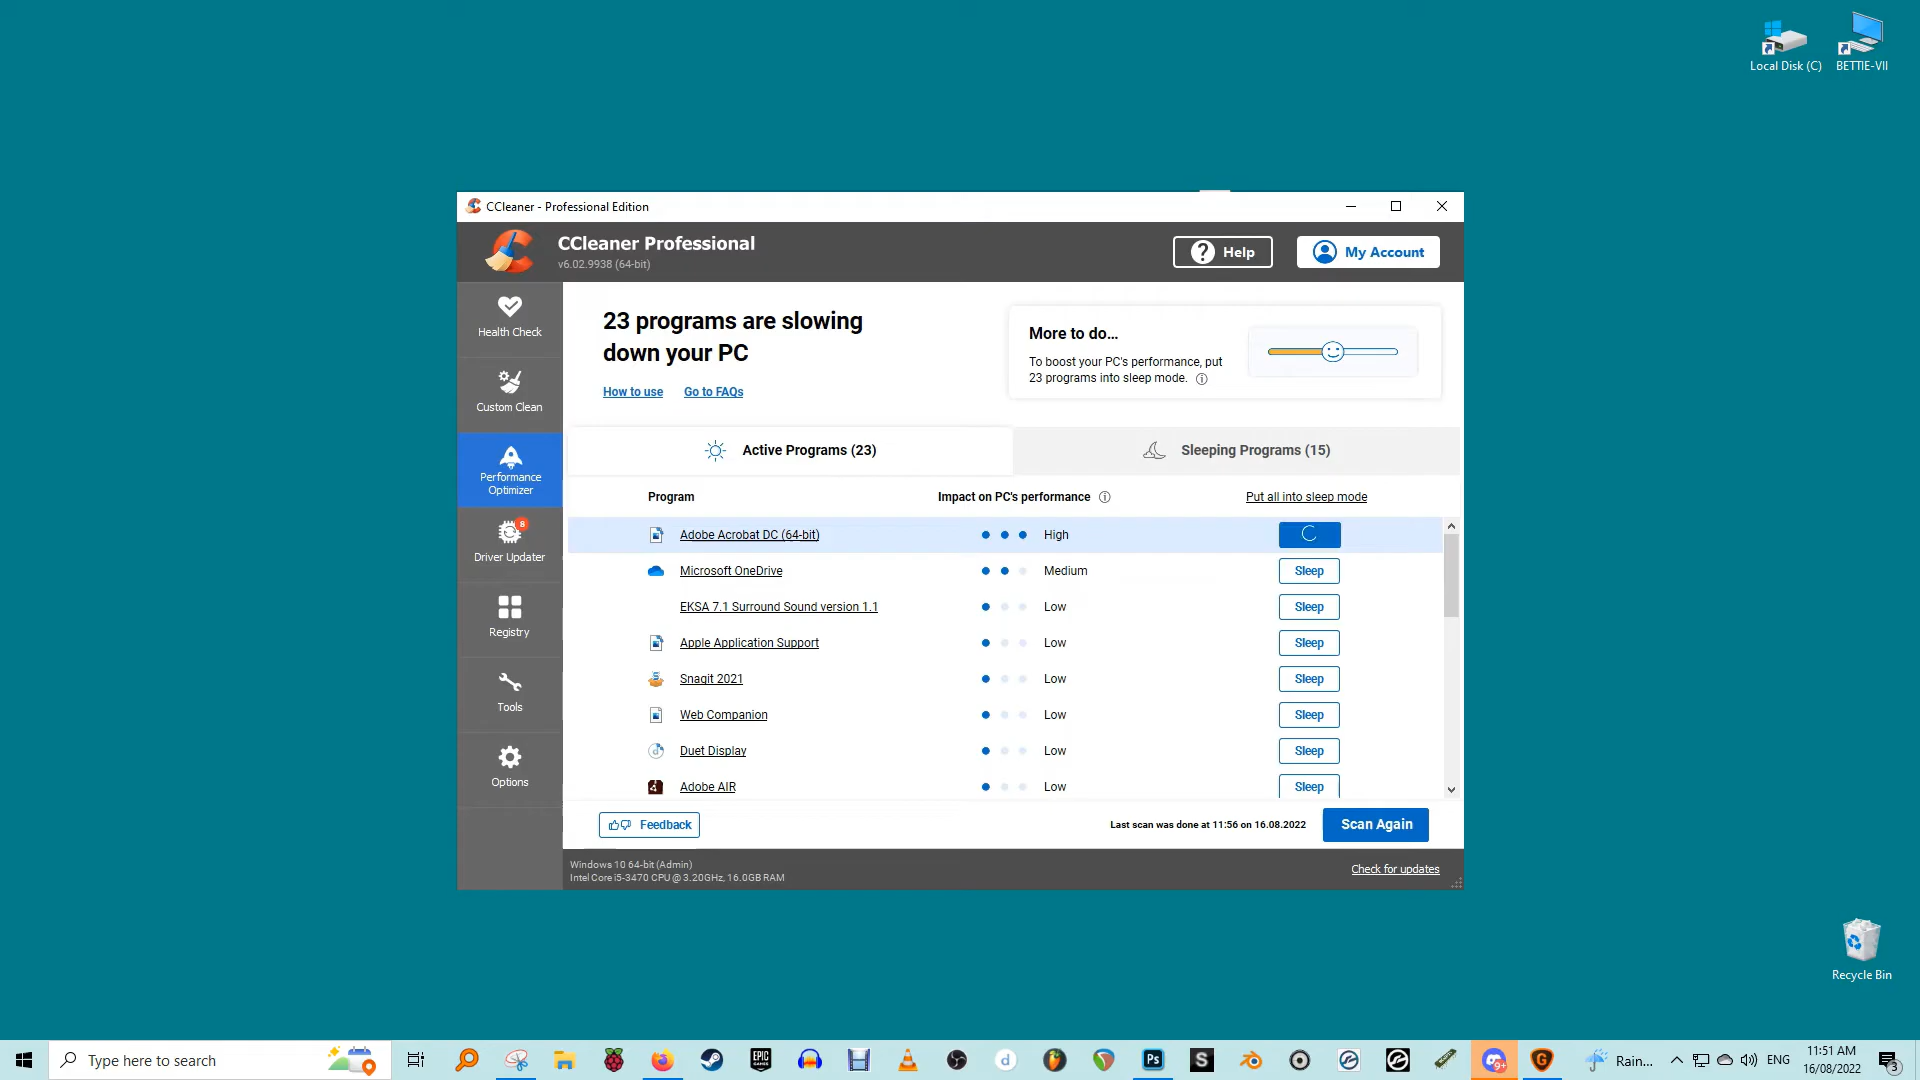 Local Disk (C)
BETTIE-VII
CCleaner - Professional Edition
CCleaner Professional
v6.02.9938 (64-bit)
Help
My Account
Health Check
Custom Clean
Performance
Optimizer
8
Driver Updater
Registry
Tools
Options
23 programs are slowing
down your PC
How to use
Go to FAQs
More to do...
To boost your PC's performance, put
23 programs into sleep mode.
Active Programs (23)
Sleeping Programs (15)
Program
Impact on PC's performance
Put all into sleep mode
Adobe Acrobat DC (64-bit)
High
Microsoft OneDrive
Medium
Sleep
EKSA 7.1 Surround Sound version 1.1
Low
Sleep
Apple Application Support
Low
Sleep
Snagit 2021
Low
Sleep
Web Companion
Low
Sleep
Duet Display
Low
Sleep
Adobe AIR
Low
Sleep
Feedback
Last scan was done at 11:56 on 16.08.2022
Scan Again
Windows 10 64-bit (Admin)
Intel Core i5-3470 CPU @ 3.20GHz, 16.0GB RAM
Check for updates
Recycle Bin
Type here to search
EPIC
GAMES
d
Ps
S
9+
G
Rain...
ENG
11:51 AM
16/08/2022
3